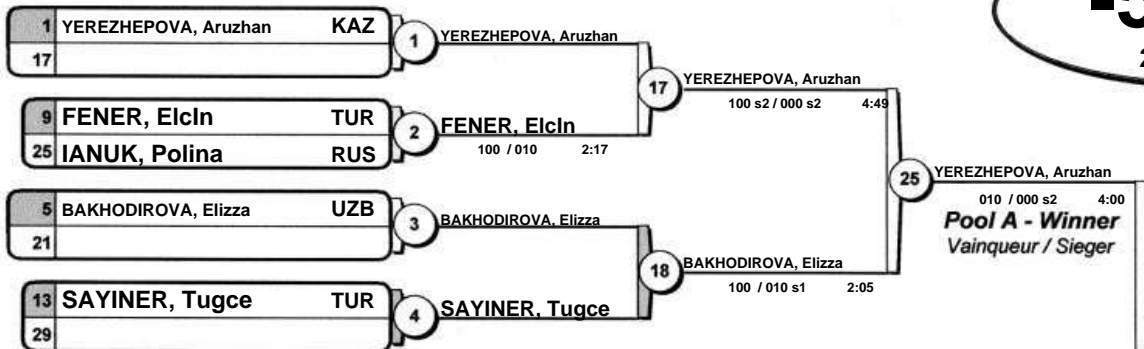 1 YEREZHEPOVA, Aruzhan KAZ
17
1
YEREZHEPOVA, Aruzhan
9 FENER, Elcln TUR
25 IANUK, Polina RUS
2
FENER, Elcln
100 / 010 2:17
17
YEREZHEPOVA, Aruzhan
100 s2 / 000 s2 4:49
5 BAKHODIROVA, Elizza UZB
21
3
BAKHODIROVA, Elizza
13 SAYINER, Tugce TUR
29
4
SAYINER, Tugce
18
BAKHODIROVA, Elizza
100 / 010 s1 2:05
25
YEREZHEPOVA, Aruzhan
010 / 000 s2 4:00
Pool A - Winner
Vainqueur / Sieger